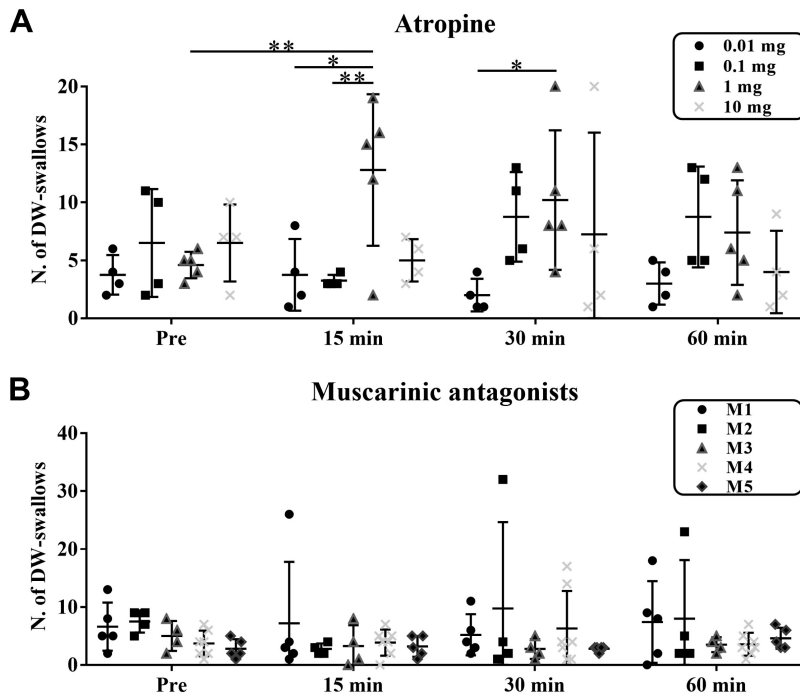 A
Atropine
** 
*
**
*
0.01 mg
0.1 mg
1 mg
10 mg
N. of DW-swallows
20
15
10
5
0
Pre 15 min 30 min 60 min
B
Muscarinic antagonists
M1
M2
M3
M4
M5
N. of DW-swallows
40
30
20
10
0
Pre 15 min 30 min 60 min